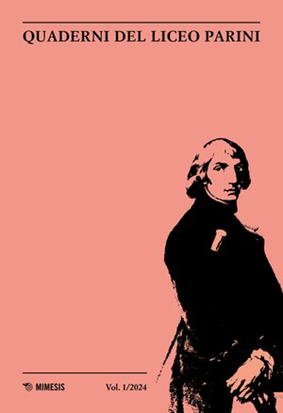 QUADERNI DEL LICEO PARINI
MIMESIS Vol. 1/2024